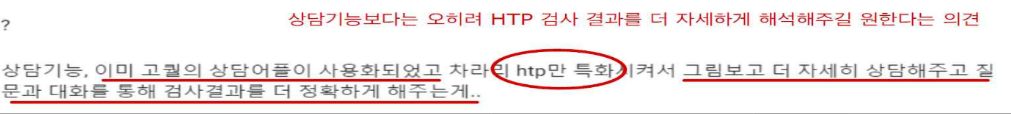 ?
상담기능보다는 오히려 HTP 검사 결과를 더 자세하게 해석해주길 원한다는 의견
상담기능, 이미 고퀄의 상담어플이 사용화되었고 차라리 htp만 특화시켜서 그림보고 더 자세히 상담해주고 질
문과 대화를 통해 검사결과를 더 정확하게 해주는게..